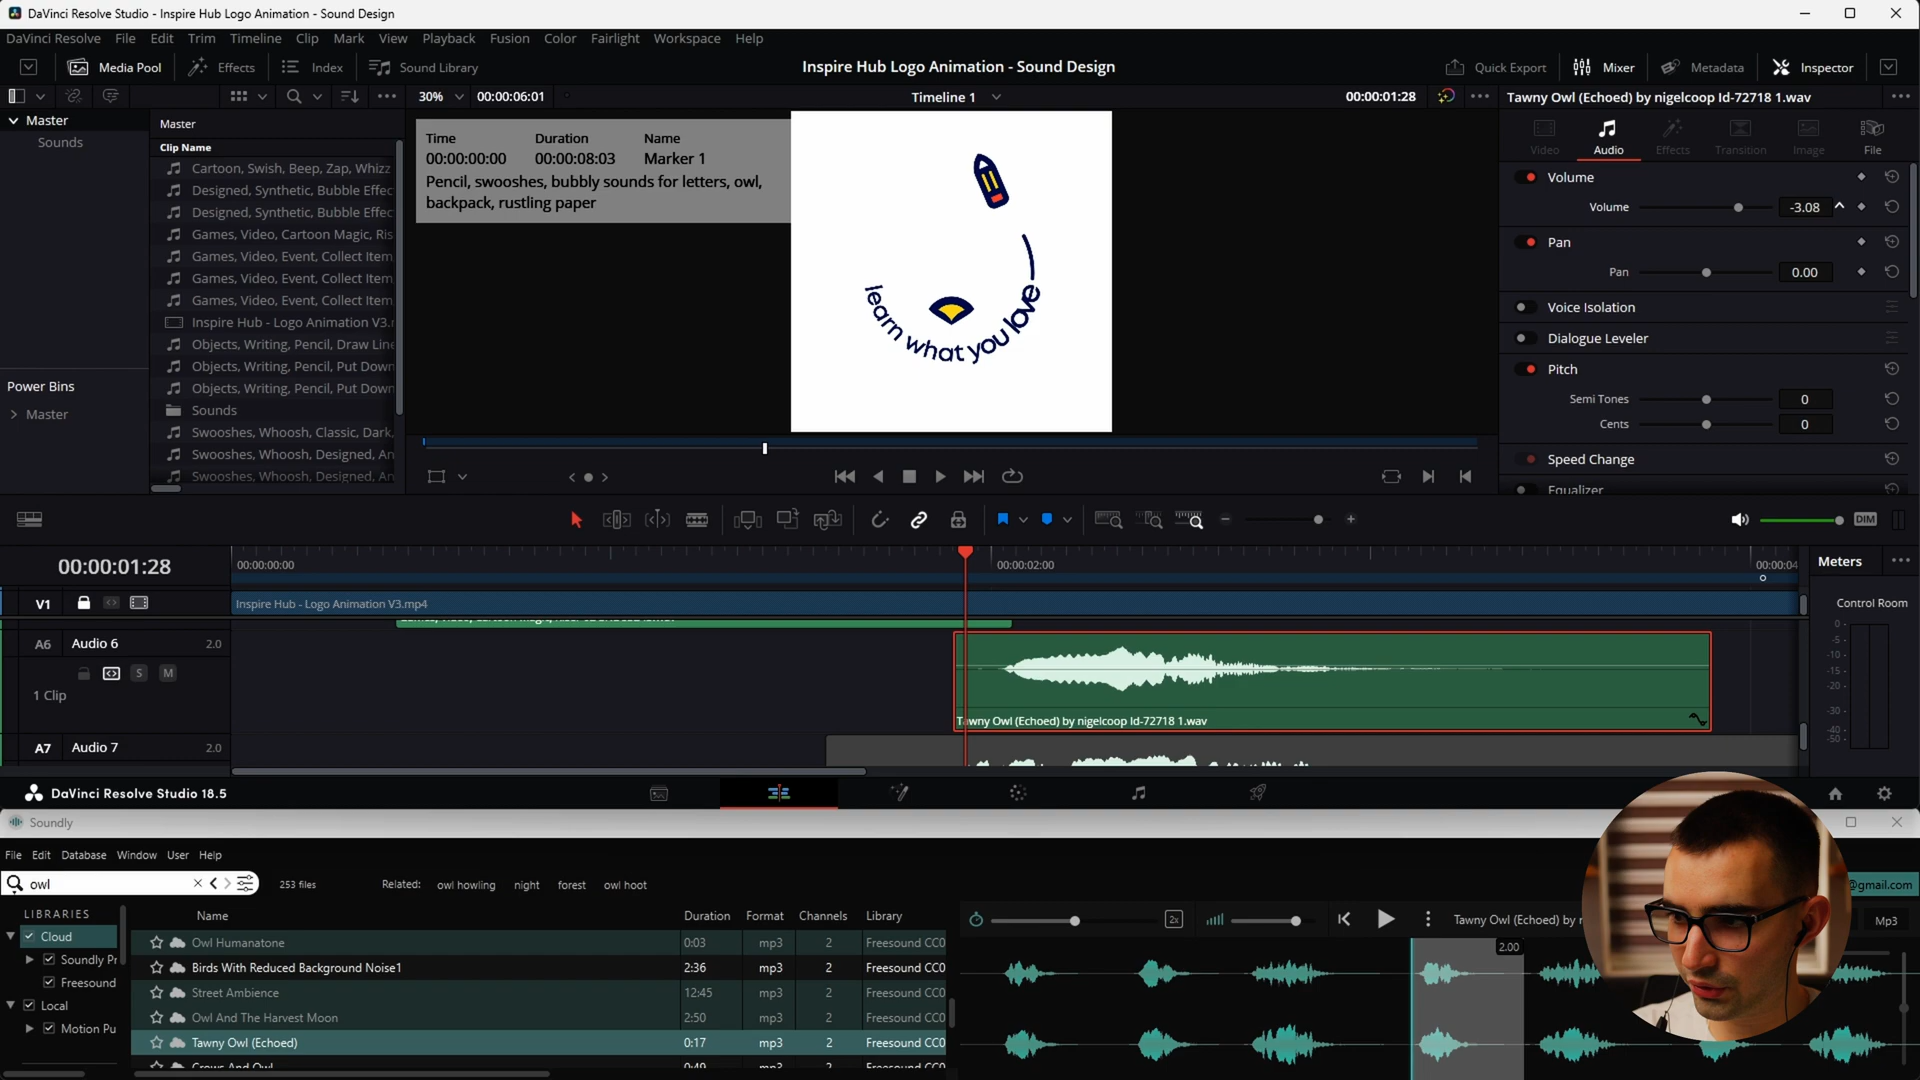 DaVinci Resolve Studio - Inspire Hub Logo Animation - Sound Design
DaVinci Resolve File Edit Trim Timeline Clip Mark View Playback Fusion Color Fairlight Workspace Help
Media Pool Effects Index Sound Library
Inspire Hub Logo Animation - Sound Design
Quick Export Mixer Metadata Inspector
30% 00:00:06:01
Timeline 1
00:00:01:28
Tawny Owl (Echoed) by nigelcoop Id-72718 1.wav
Master
Sounds
Power Bins
Master
Master
Clip Name
Cartoon, Swish, Beep, Zap, Whizz
Designed, Synthetic, Bubble Effec
Designed, Synthetic, Bubble Effec
Games, Video, Cartoon Magic, Ris
Games, Video, Event, Collect Item
Games, Video, Event, Collect Item
Games, Video, Event, Collect Item
Inspire Hub - Logo Animation V3.
Objects, Writing, Pencil, Draw Line
Objects, Writing, Pencil, Put Down
Objects, Writing, Pencil, Put Down
Sounds
Swooshes, Whoosh, Classic, Dark,
Swooshes, Whoosh, Designed, An
Swooshes, Whoosh, Designed, An
Time Duration Name
00:00:00:00 00:00:08:03 Marker 1
Pencil, swooshes, bubbly sounds for letters, owl,
backpack, rustling paper
learn what you love
Video Audio Effects Transition Image File
Volume
Volume -3.08
Pan
Pan 0.00
Voice Isolation
Dialogue Leveler
Pitch
Semi Tones 0
Cents 0
Speed Change
Equalizer
DIM
00:00:01:28
00:00:00:00
00:00:02:00
00:00:04
Meters
Control Room
0
-5
-10
-15
-20
-30
-40
-50
V1
Inspire Hub - Logo Animation V3.mp4
A6 Audio 6 2.0
S M
1 Clip
Tawny Owl (Echoed) by nigelcoop Id-72718 1.wav
A7 Audio 7 2.0
DaVinci Resolve Studio 18.5
Soundly
File Edit Database Window User Help
owl
253 files
Related: owl howling night forest owl hoot
@gmail.com
LIBRARIES
Cloud
Soundly Pr
Freesound
Local
Motion Pu
Name Duration Format Channels Library
Owl Humanatone 0:03 mp3 2 Freesound CC0
Birds With Reduced Background Noise1 2:36 mp3 2 Freesound CC0
Street Ambience 12:45 mp3 2 Freesound CC0
Owl And The Harvest Moon 2:50 mp3 2 Freesound CC0
Tawny Owl (Echoed) 0:17 mp3 2 Freesound CC0
Crows And Owl 0:49 mp3 2 Freesound CC0
2x
Tawny Owl (Echoed) by
Mp3
2.00